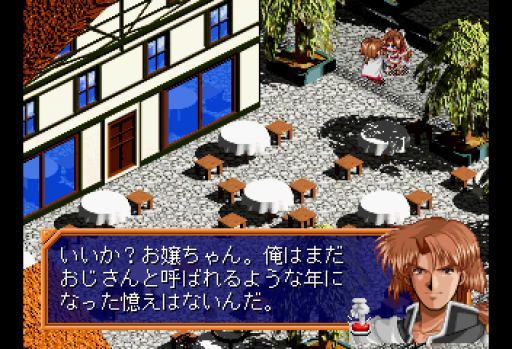 いいか？お嬢ちゃん。俺はまだ
おじさんと呼ばれるような年に
なった憶えはないんだ。